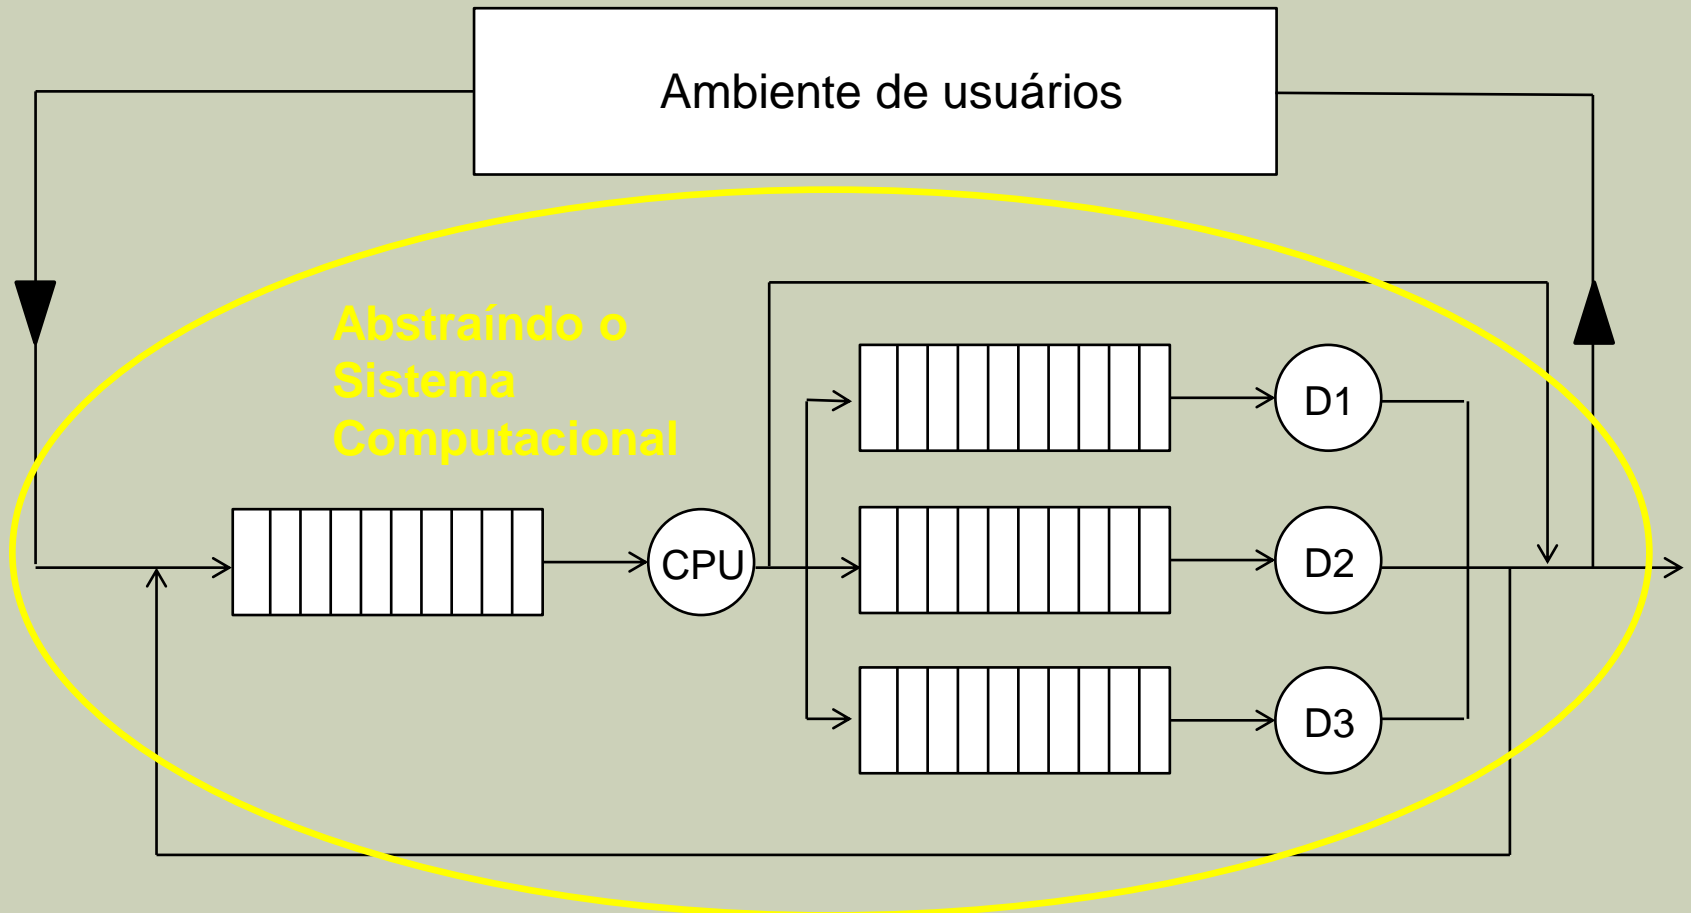 Ambiente de usuários
Abstraíndo o
Sistema
Computacional
D1
CPU
D2
D3